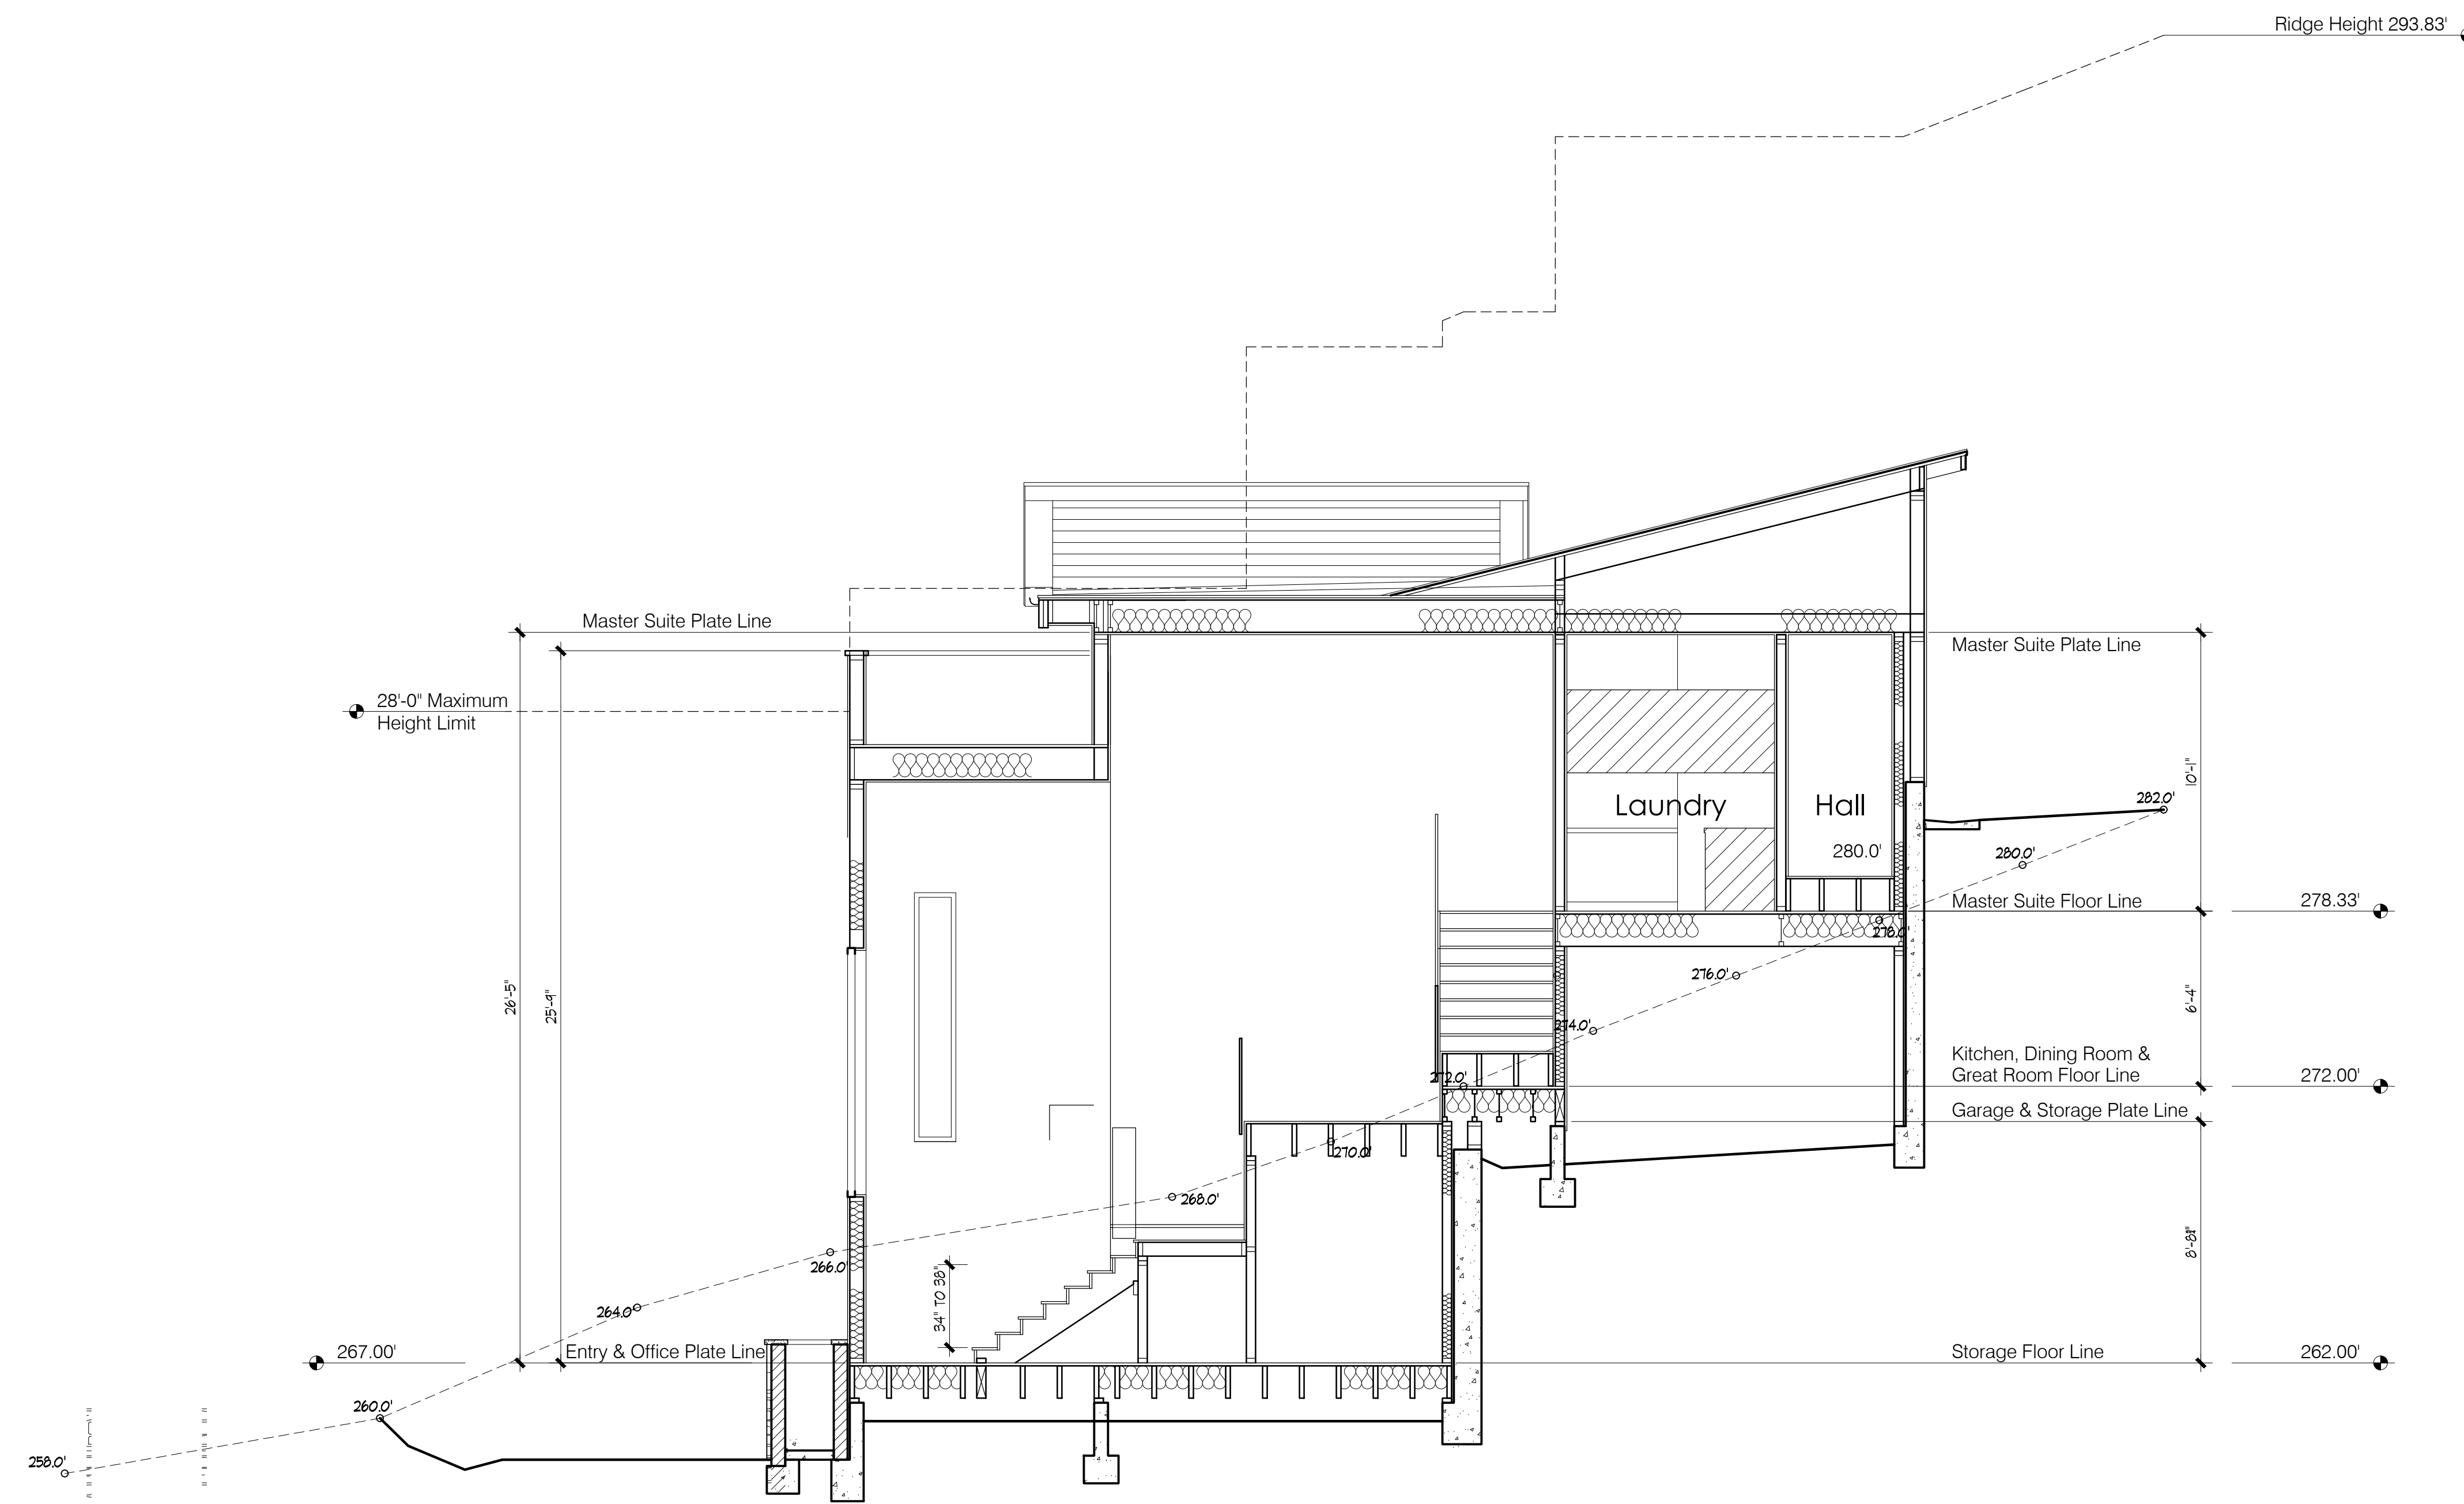 Ridge Height 293.83'
Master Suite Plate Line
Master Suite Plate Line
28'-0" Maximum
Height Limit
10'-1"
Laundry
Hall
282.0'
280.0'
280.0'
Master Suite Floor Line
278.33'
278.0'
276.0'
26'-5"
25'-9"
6'-4"
274.0'
Kitchen, Dining Room &
Great Room Floor Line
272.00'
272.0'
Garage & Storage Plate Line
270.0'
268.0'
266.0'
34" TO 38"
264.0'
267.00'
Entry & Office Plate Line
Storage Floor Line
262.00'
260.0'
258.0'